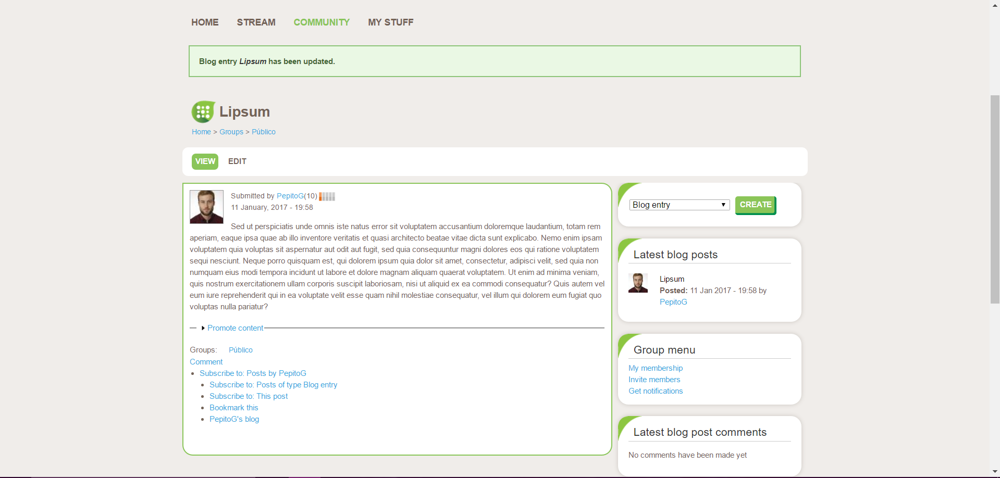 HOME STREAM COMMUNITY MY STUFF
Blog entry Lipsum has been updated.
Lipsum
Home > Groups > Público
VIEW EDIT
Submitted by PepitoG(10)
11 January, 2017 - 19:58
Sed ut perspiciatis unde omnis iste natus error sit voluptatem accusantium doloremque laudantium, totam rem
aperiam, eaque ipsa quae ab illo inventore veritatis et quasi architecto beatae vitae dicta sunt explicabo. Nemo enim ipsam
voluptatem quia voluptas sit aspernatur aut odit aut fugit, sed quia consequuntur magni dolores eos qui ratione voluptatem
sequi nesciunt. Neque porro quisquam est, qui dolorem ipsum quia dolor sit amet, consectetur, adipisci velit, sed quia non
numquam eius modi tempora incidunt ut labore et dolore magnam aliquam quaerat voluptatem. Ut enim ad minima veniam,
quis nostrum exercitationem ullam corporis suscipit laboriosam, nisi ut aliquid ex ea commodi consequatur? Quis autem vel
eum iure reprehenderit qui in ea voluptate velit esse quam nihil molestiae consequatur, vel illum qui dolorem eum fugiat quo
voluptas nulla pariatur?
Promote content
Groups: Público
Comment
Subscribe to: Posts by PepitoG
Subscribe to: Posts of type Blog entry
Subscribe to: This post
Bookmark this
PepitoG's blog
Blog entry CREATE
Latest blog posts
Lipsum
Posted: 11 Jan 2017 - 19:58 by
PepitoG
Group menu
My membership
Invite members
Get notifications
Latest blog post comments
No comments have been made yet